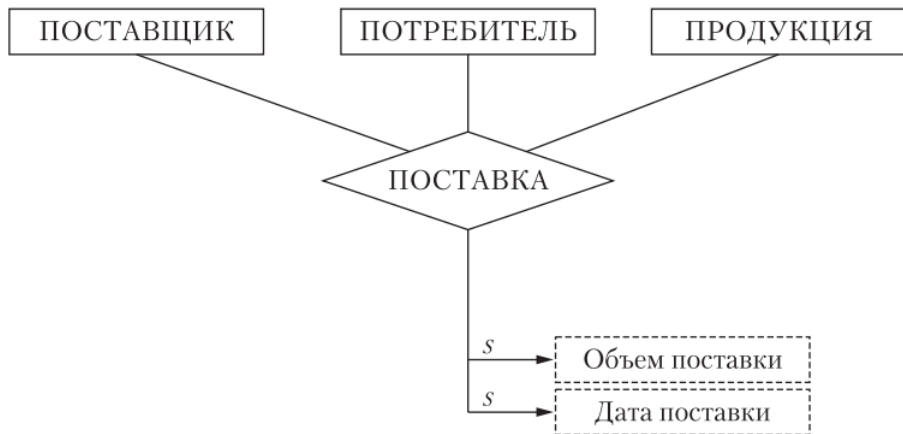 ПОСТАВЩИК
ПОТРЕБИТЕЛЬ
ПРОДУКЦИЯ
ПОСТАВКА
S
Объем поставки
S
Дата поставки